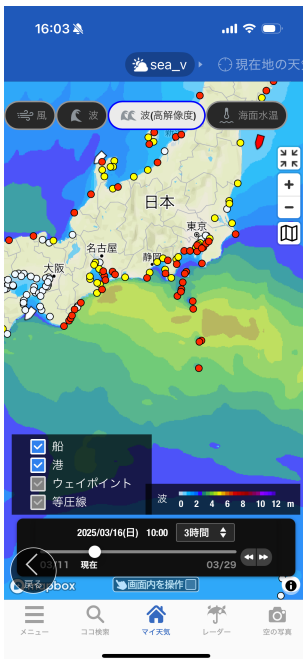 16:03
sea_v
現在地の天
風
波
波(高解像度)
海面水温
日本
東京
名古屋
静岡
大阪
船
港
ウェイポイント
等圧線
波
0 2 4 6 8 10 12 m
2025/03/16(日) 10:00
3時間
03/11
現在
03/29
戻る
mapbox
画面内を操作
メニュー
ココ検索
マイ天気
レーダー
空の写真